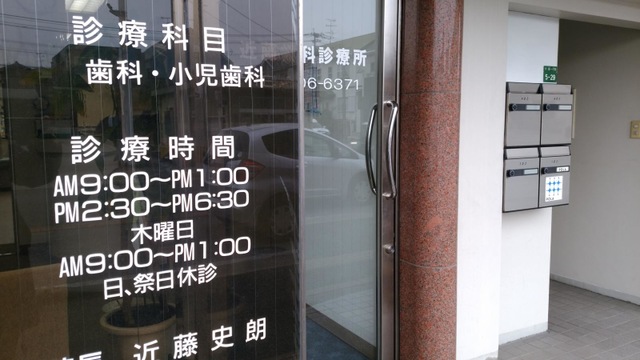 診療科目
歯科・小児歯科
診療時間
AM9:00〜PM1:00
PM2:30〜PM6:30
木曜日
AM9:00〜PM1:00
日、祭日休診
近藤史朗
科診療所
06-6371
5-29